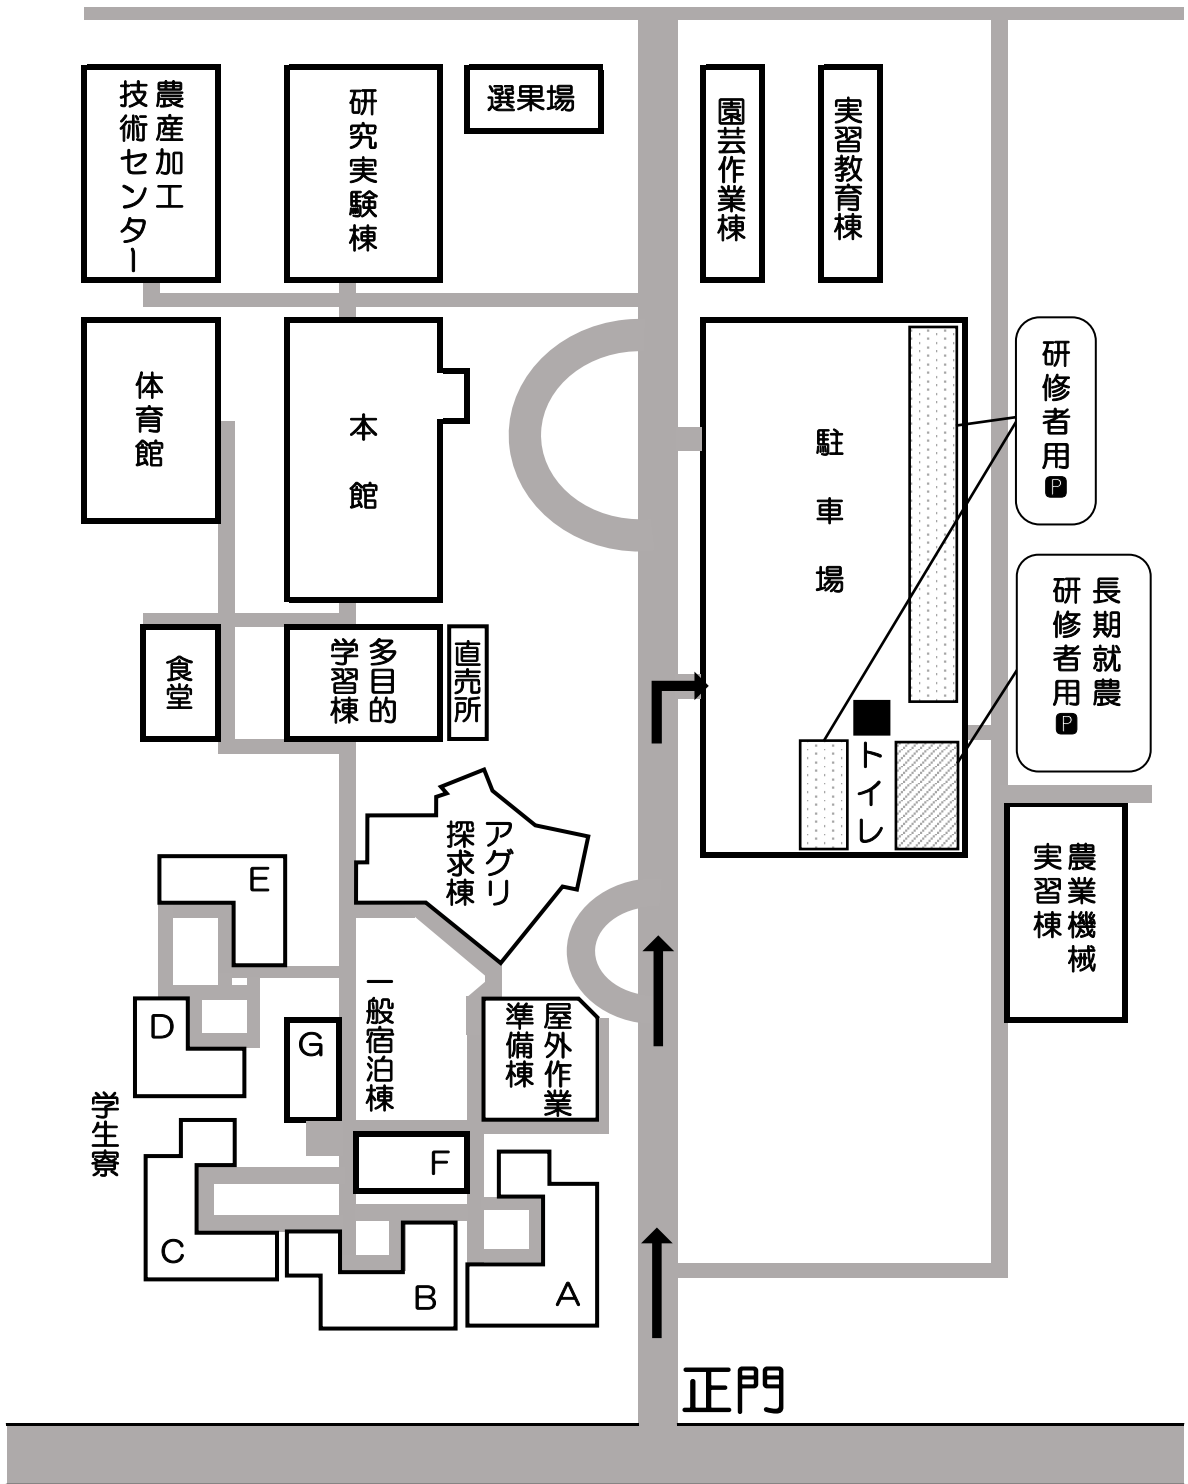 農産加工
技術センター
研究実験棟
選果場
園芸作業棟
実習教育棟
体育館
本館
駐車場
研修者用P
長期就農
研修者用P
食堂
多目的
学習棟
直売所
トイレ
アグリ
探求棟
農業機械
実習棟
E
D
G
一般宿泊棟
屋外作業
準備棟
学生寮
F
C
B
A
正門